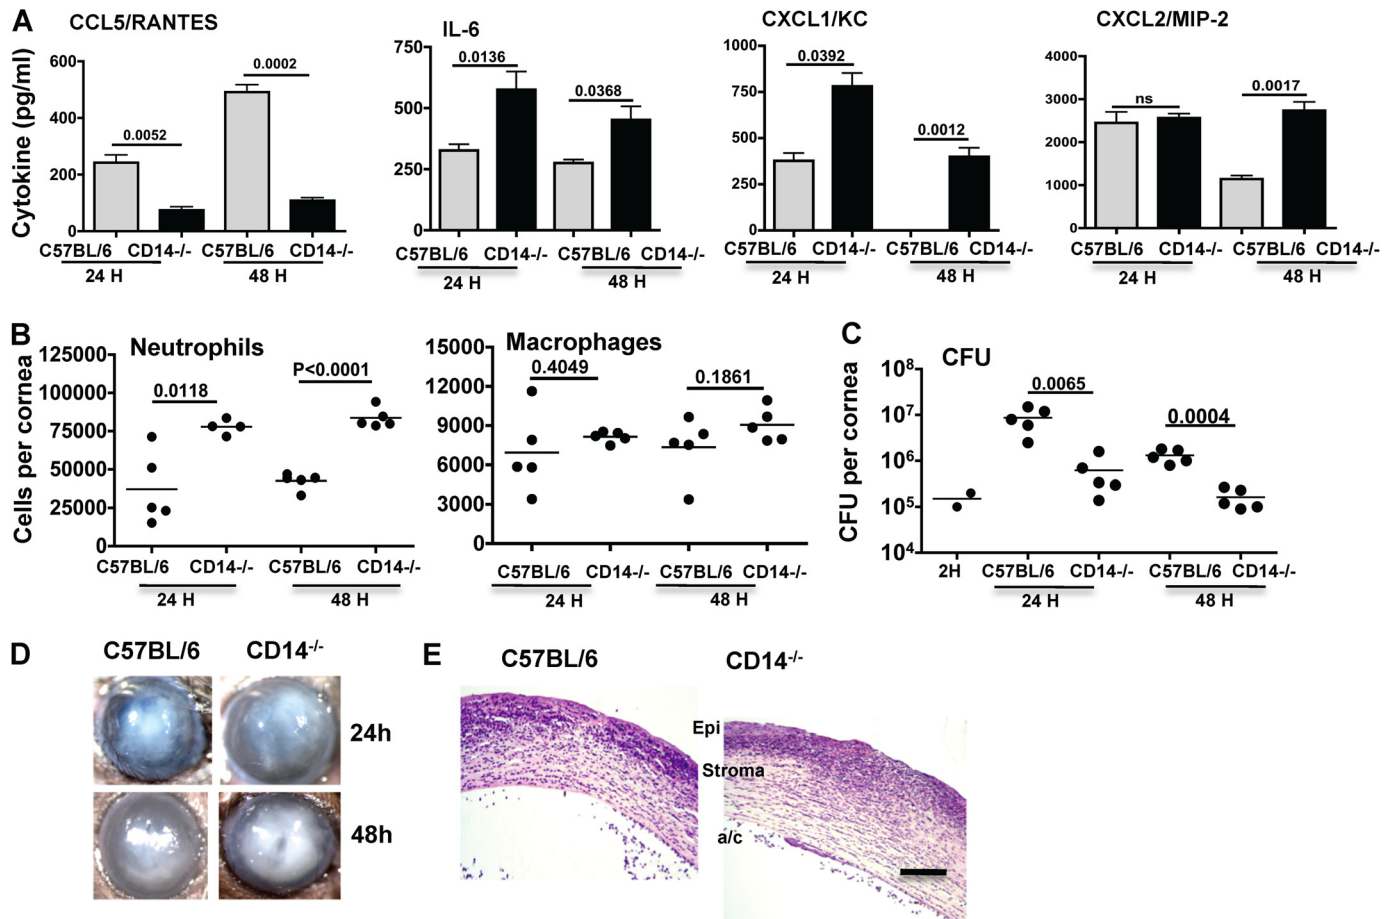 A
CCL5/RANTES
Cytokine (pg/ml)
600
400
200
0
0.0052
0.0002
C57BL/6 CD14-/- C57BL/6 CD14-/-
24 H 48 H
IL-6
750
500
250
0
0.0136
0.0368
C57BL/6 CD14-/- C57BL/6 CD14-/-
24 H 48 H
CXCL1/KC
1000
750
500
250
0
0.0392
0.0012
C57BL/6 CD14-/- C57BL/6 CD14-/-
24 H 48 H
CXCL2/MIP-2
4000
3000
2000
1000
0
ns
0.0017
C57BL/6 CD14-/- C57BL/6 CD14-/-
24 H 48 H
B
Neutrophils
Cells per cornea
125000
100000
75000
50000
25000
0
0.0118
P<0.0001
C57BL/6 CD14-/- C57BL/6 CD14-/-
24 H 48 H
Macrophages
15000
12000
9000
6000
3000
0
0.4049
0.1861
C57BL/6 CD14-/- C57BL/6 CD14-/-
24 H 48 H
C
CFU
CFU per cornea
10⁸
10⁷
10⁶
10⁵
10⁴
0.0065
0.0004
2H C57BL/6 CD14-/- C57BL/6 CD14-/-
24 H 48 H
D
C57BL/6 CD14-/-
24h
48h
E
C57BL/6 CD14-/-
Epi
Stroma
a/c